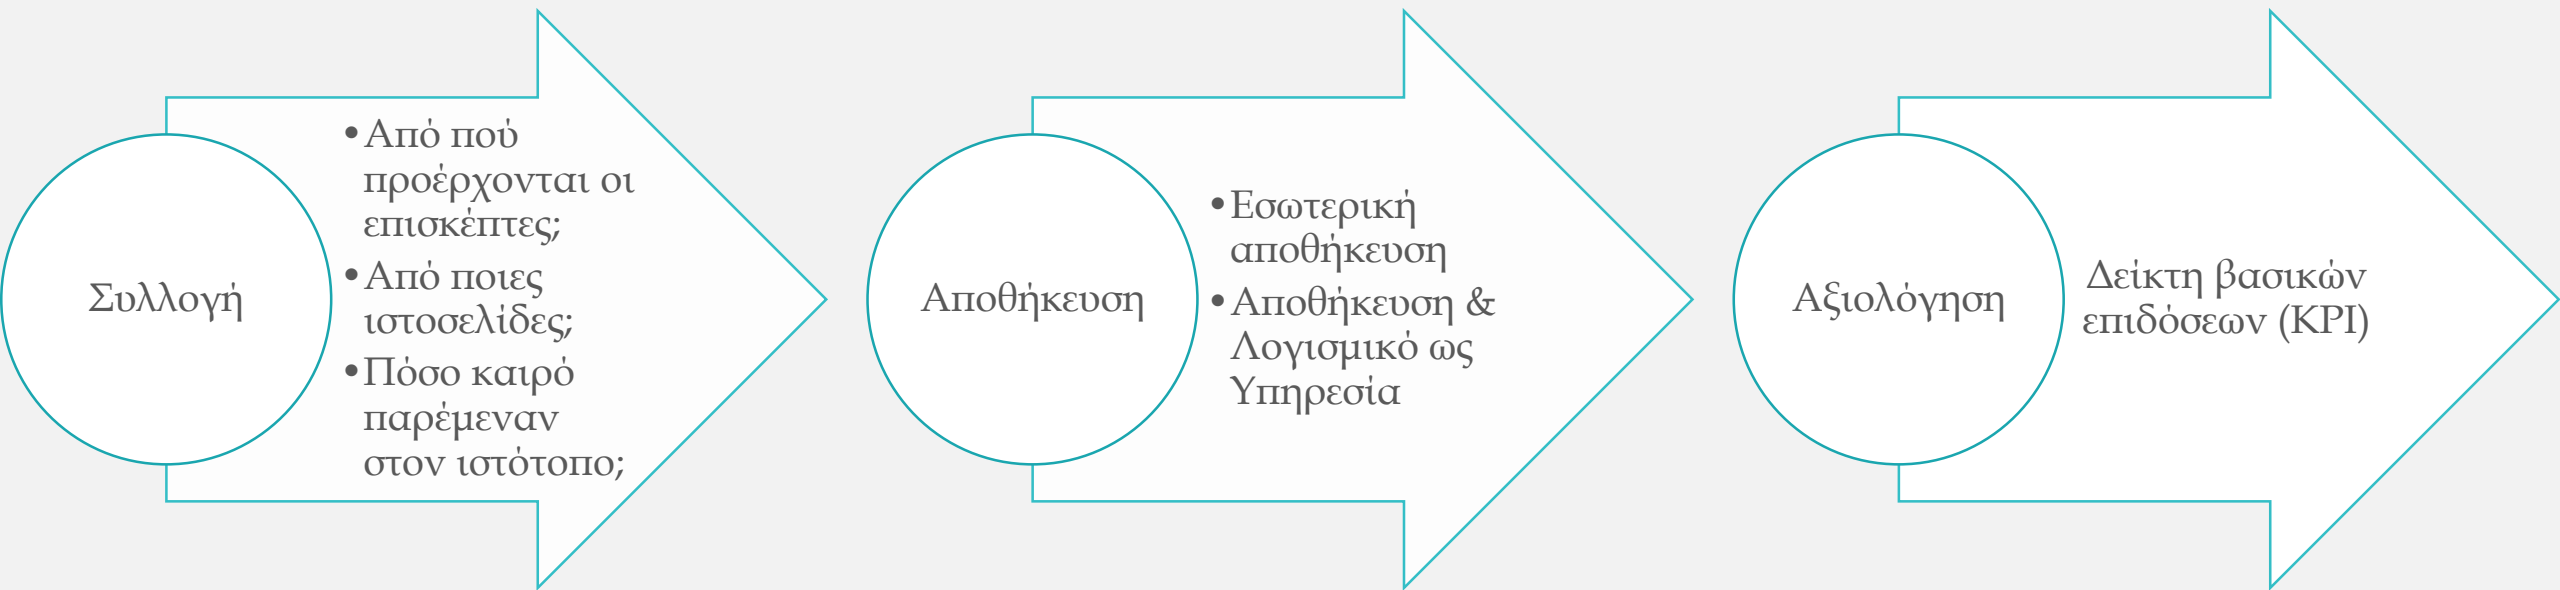 Συλλογή
•Από πού
προέρχονται οι
επισκέπτες;
•Από ποιες
ιστοσελίδες;
•Πόσο καιρό
παρέμεναν
στον ιστότοπο;
Αποθήκευση
•Εσωτερική
αποθήκευση
•Αποθήκευση &
Λογισμικό ως
Υπηρεσία
Αξιολόγηση
Δείκτη βασικών
επιδόσεων (KPI)